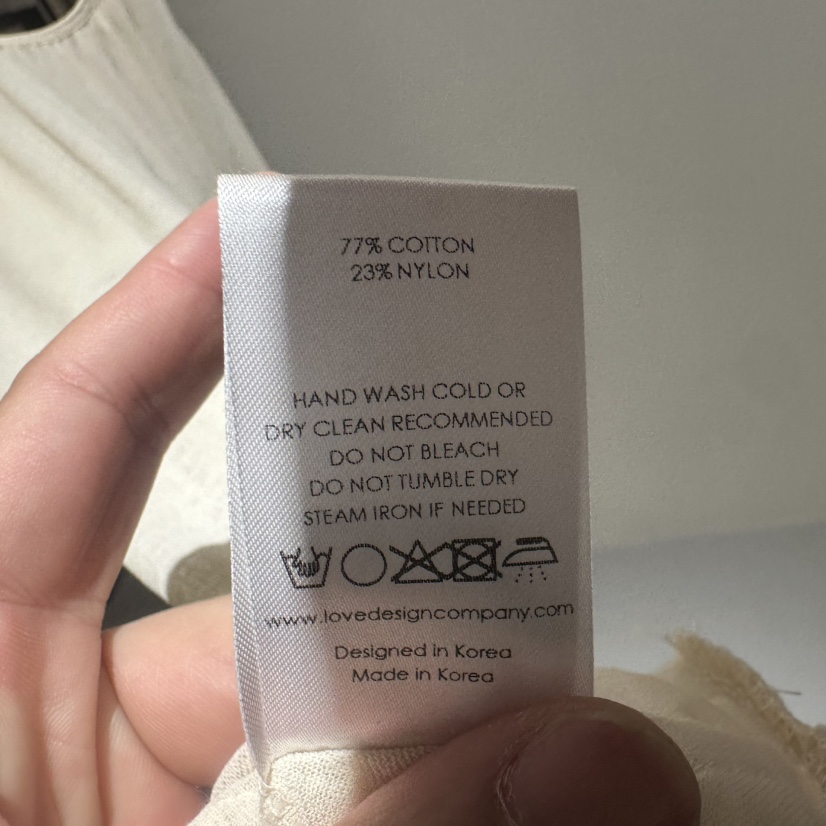 77% COTTON
23% NYLON
HAND WASH COLD OR
DRY CLEAN RECOMMENDED
DO NOT BLEACH
DO NOT TUMBLE DRY
STEAM IRON IF NEEDED
www.lovedesigncompany.com
Designed in Korea
Made in Korea